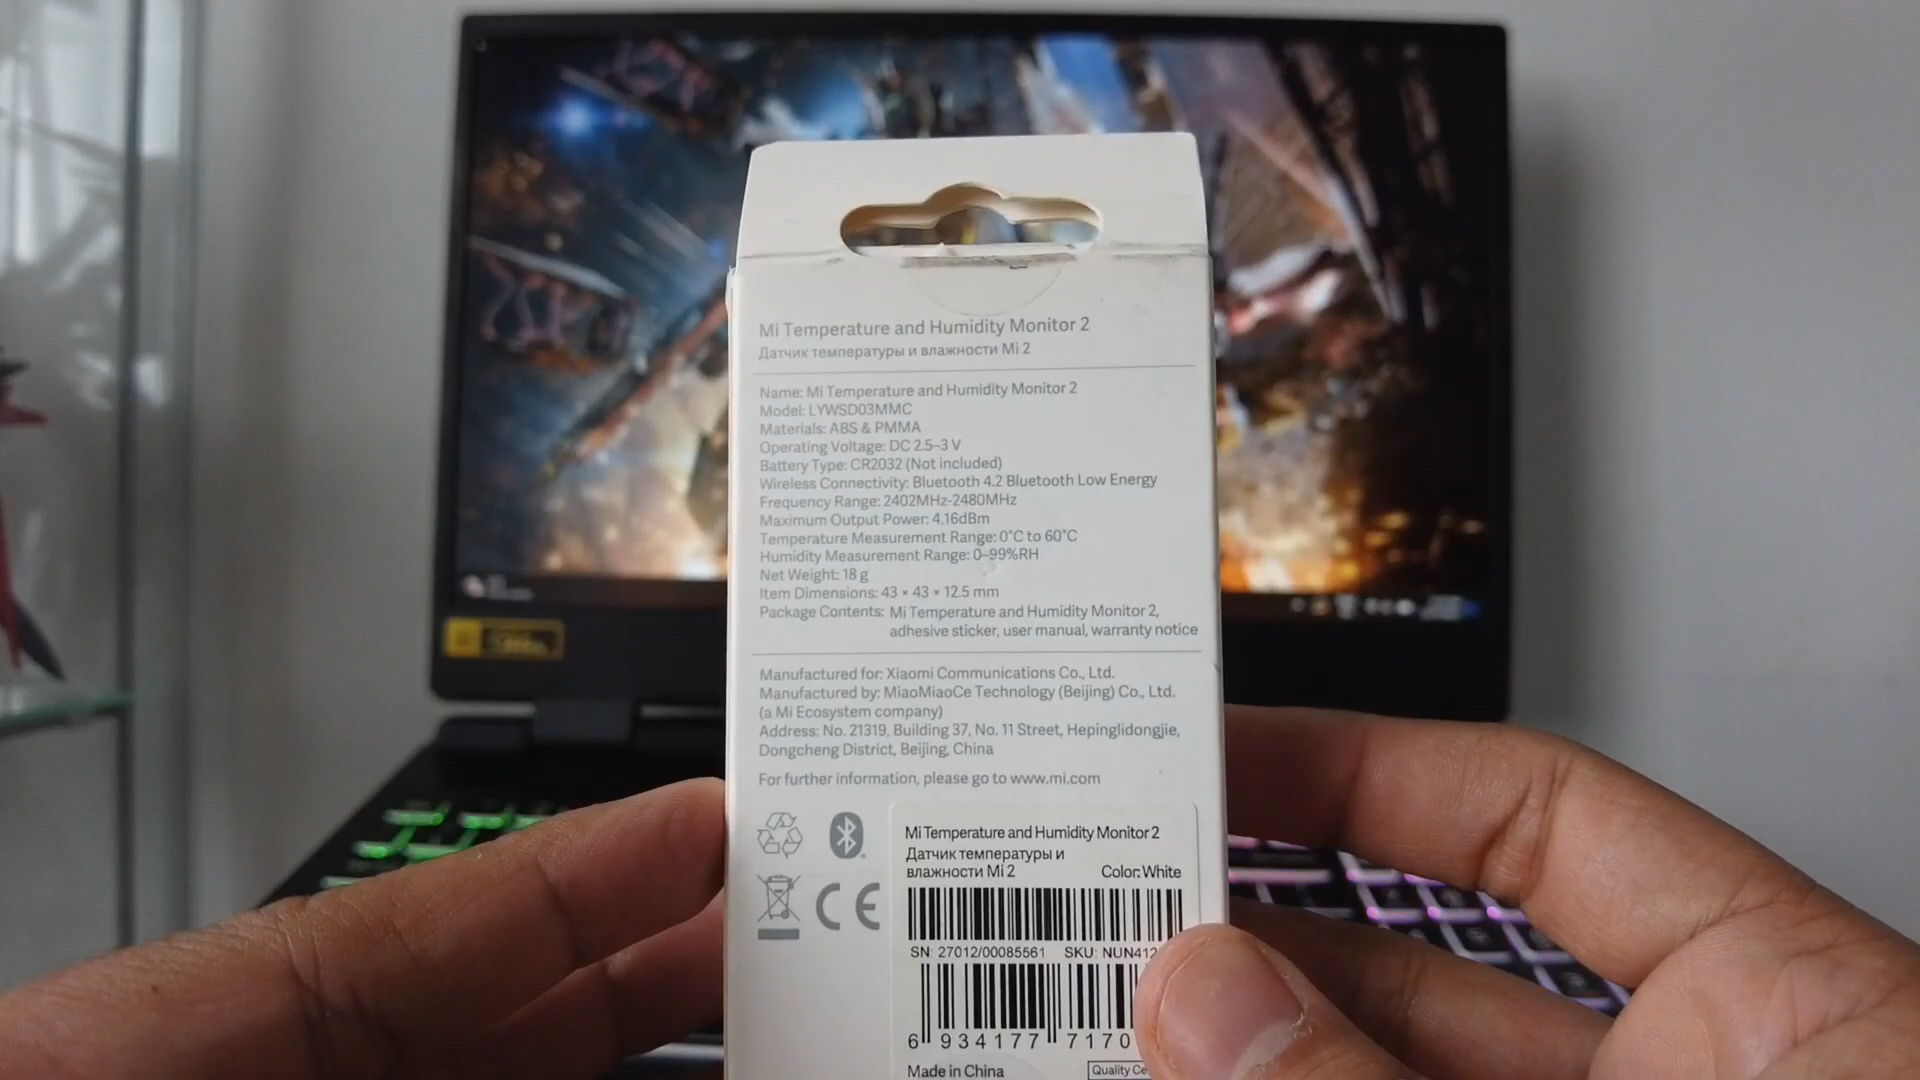 Mi Temperature and Humidity Monitor 2
Датчик температуры и влажности Mi 2
Name: Mi Temperature and Humidity Monitor 2
Model: LYWSD03MMC
Materials: ABS & PMMA
Operating Voltage: DC 2.5–3 V
Battery Type: CR2032 (Not included)
Wireless Connectivity: Bluetooth 4.2 Bluetooth Low Energy
Frequency Range: 2402MHz-2480MHz
Maximum Output Power: 4.16dBm
Temperature Measurement Range: 0°C to 60°C
Humidity Measurement Range: 0–99%RH
Net Weight: 18 g
Item Dimensions: 43 × 43 × 12.5 mm
Package Contents: Mi Temperature and Humidity Monitor 2,
adhesive sticker, user manual, warranty notice
Manufactured for: Xiaomi Communications Co., Ltd.
Manufactured by: MiaoMiaoCe Technology (Beijing) Co., Ltd.
(a Mi Ecosystem company)
Address: No. 21319, Building 37, No. 11 Street, Hepinglidongjie,
Dongcheng District, Beijing, China
For further information, please go to www.mi.com
CE
Mi Temperature and Humidity Monitor 2
Датчик температуры и
влажности Mi 2 Color: White
SN: 27012/00085561 SKU: NUN412
6 934177 7170
Made in China
Quality Ce